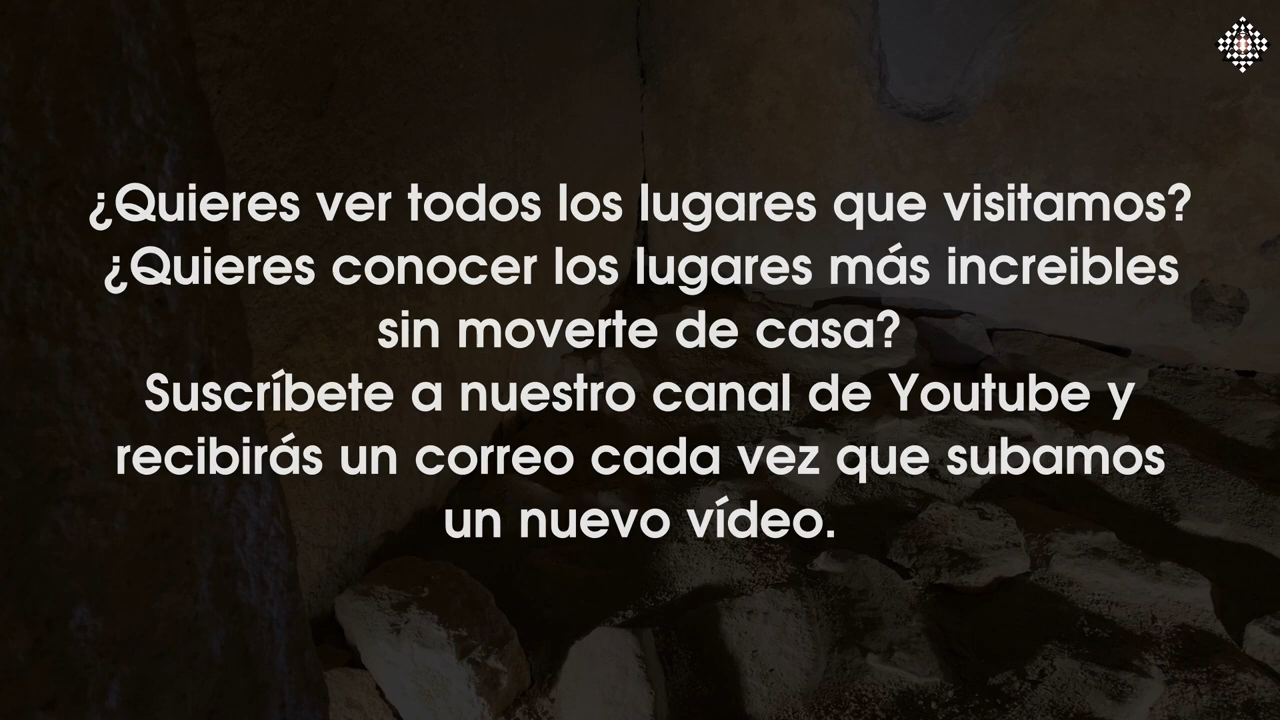 ¿Quieres ver todos los lugares que visitamos?
¿Quieres conocer los lugares más increibles
sin moverte de casa?
Suscríbete a nuestro canal de Youtube y
recibirás un correo cada vez que subamos
un nuevo vídeo.